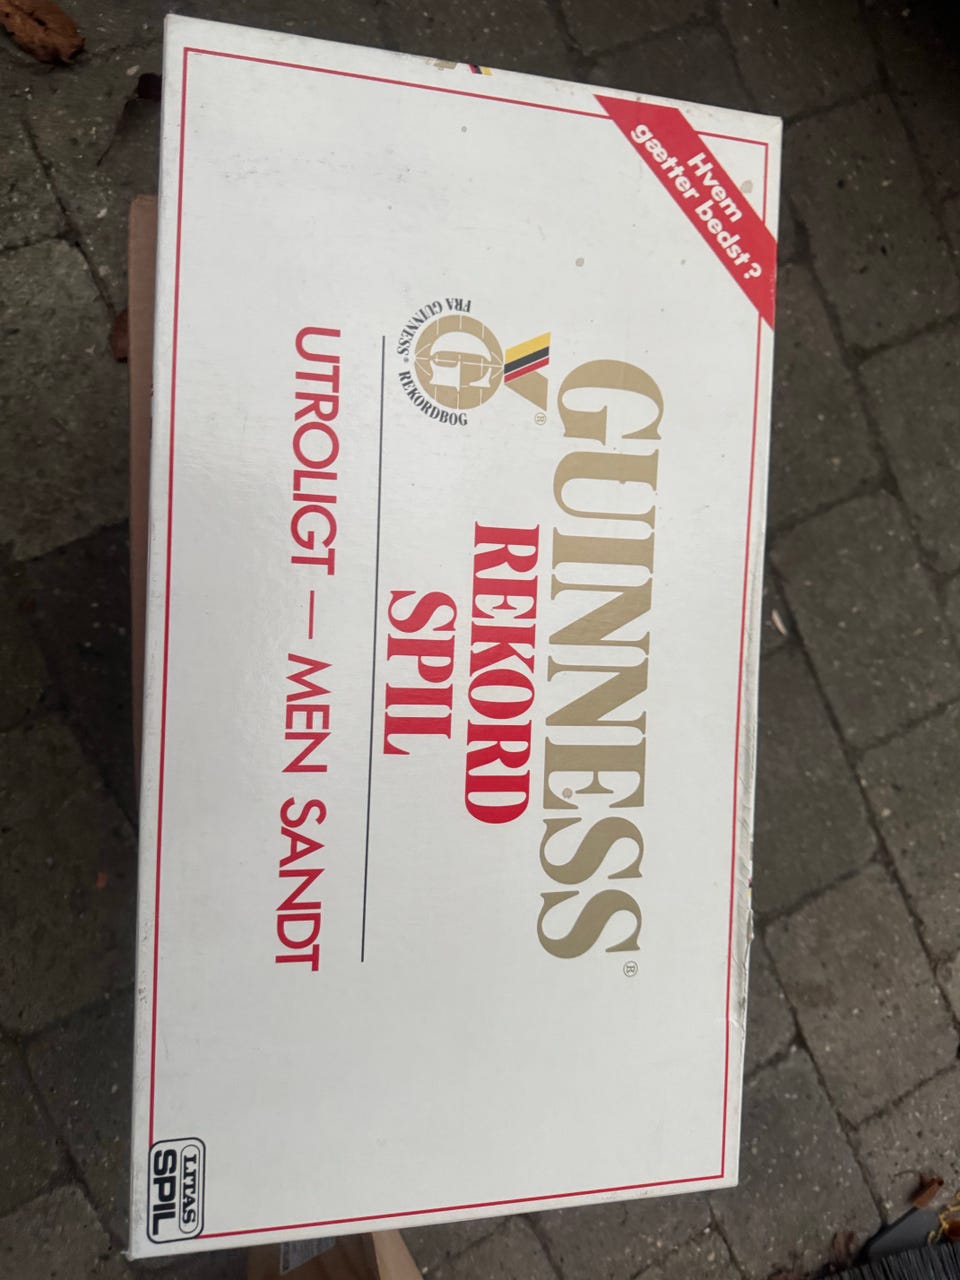 Hvem
gætter bedst?
GUINNESS®
REKORD
SPIL
FRA GUINNESS® REKORDBOG
G
®
UTROLIGT — MEN SANDT
LITAS
SPIL